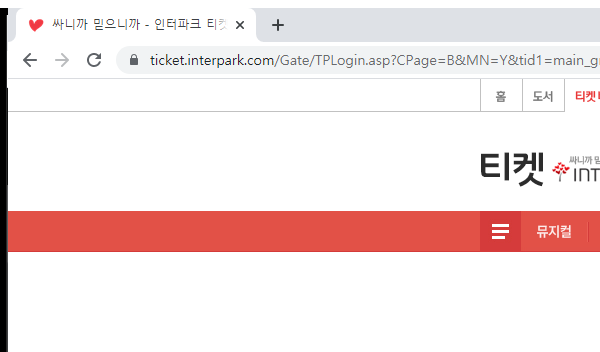 싸니까 믿으니까 - 인터파크 티켓
ticket.interpark.com/Gate/TPLogin.asp?CPage=B&MN=Y&tid1=main_g
홈 도서 티켓
싸니까 믿
티켓 INT
뮤지컬